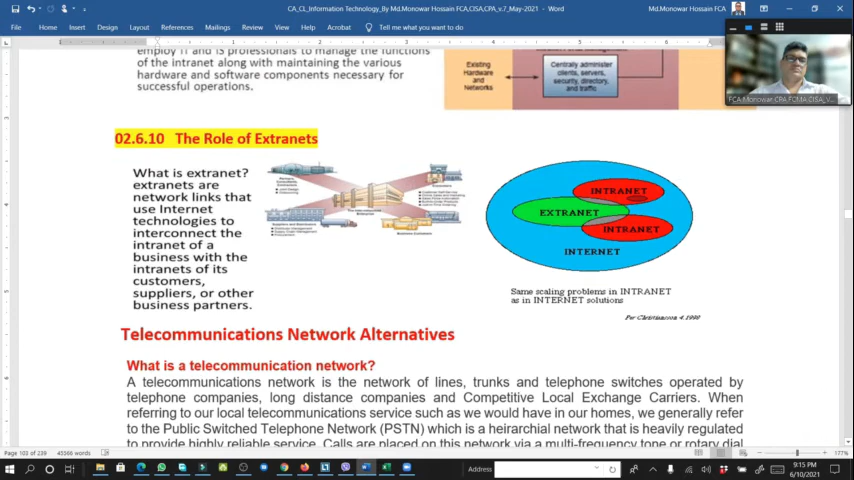 CA_CL_Information Technology_By Md.Monowar Hossain FCA,CISA,CPA_v.7_May-2021 - Word
Md.Monowar Hossain FCA
File Home Insert Design Layout References Mailings Review View Help Acrobat Tell me what you want to do
employ IT and IS professionals to manage the functions
of the intranet along with maintaining the various
hardware and software components necessary for
successful operations.
Existing
Hardware
and
Networks
Centrally administer
clients, servers,
security, directory,
and traffic
FCA Monowar CPA,FCMA,CISA_V...
02.6.10 The Role of Extranets
What is extranet?
extranets are
network links that
use Internet
technologies to
interconnect the
intranet of a
business with the
intranets of its
customers,
suppliers, or other
business partners.
INTRANET
EXTRANET
INTRANET
INTERNET
Same scaling problems in INTRANET
as in INTERNET solutions
Per Christiansson 4.1998
Telecommunications Network Alternatives
What is a telecommunication network?
A telecommunications network is the network of lines, trunks and telephone switches operated by
telephone companies, long distance companies and Competitive Local Exchange Carriers. When
referring to our local telecommunications service such as we would have in our homes, we generally refer
to the Public Switched Telephone Network (PSTN) which is a heirarchial network that is heavily regulated
to provide highly reliable service. Calls are placed on this network via a multi-frequency tone or rotary dial
Page 103 of 239 45366 words
177%
Address
9:15 PM
6/10/2021